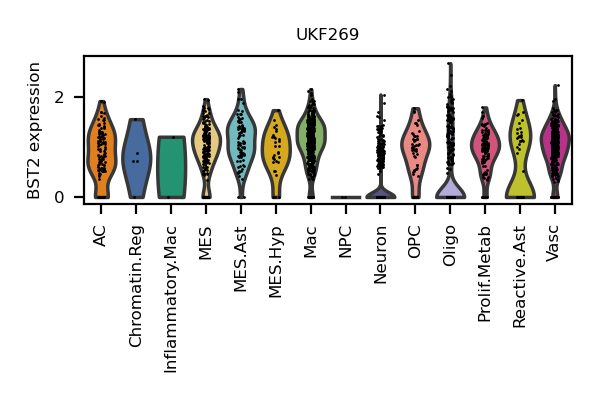 UKF269
BST2 expression
2
0
AC
Chromatin.Reg
Inflammatory.Mac
MES
MES.Ast
MES.Hyp
Mac
NPC
Neuron
OPC
Oligo
Prolif.Metab
Reactive.Ast
Vasc